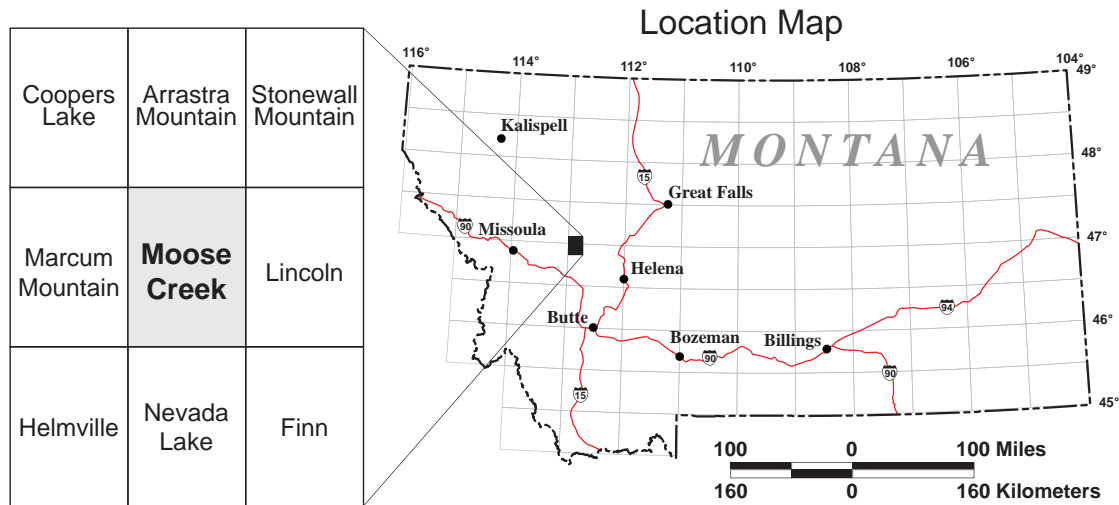 Location Map
Coopers
Lake
Arrastra
Mountain
Stonewall
Mountain
Marcum
Mountain
Moose
Creek
Lincoln
Helmville
Nevada
Lake
Finn
116°
114°
112°
110°
108°
106°
104°
49°
48°
47°
46°
45°
MONTANA
Kalispell
15
Great Falls
90
Missoula
Helena
Butte
Bozeman
Billings
94
90
90
15
100
0
100 Miles
160
0
160 Kilometers